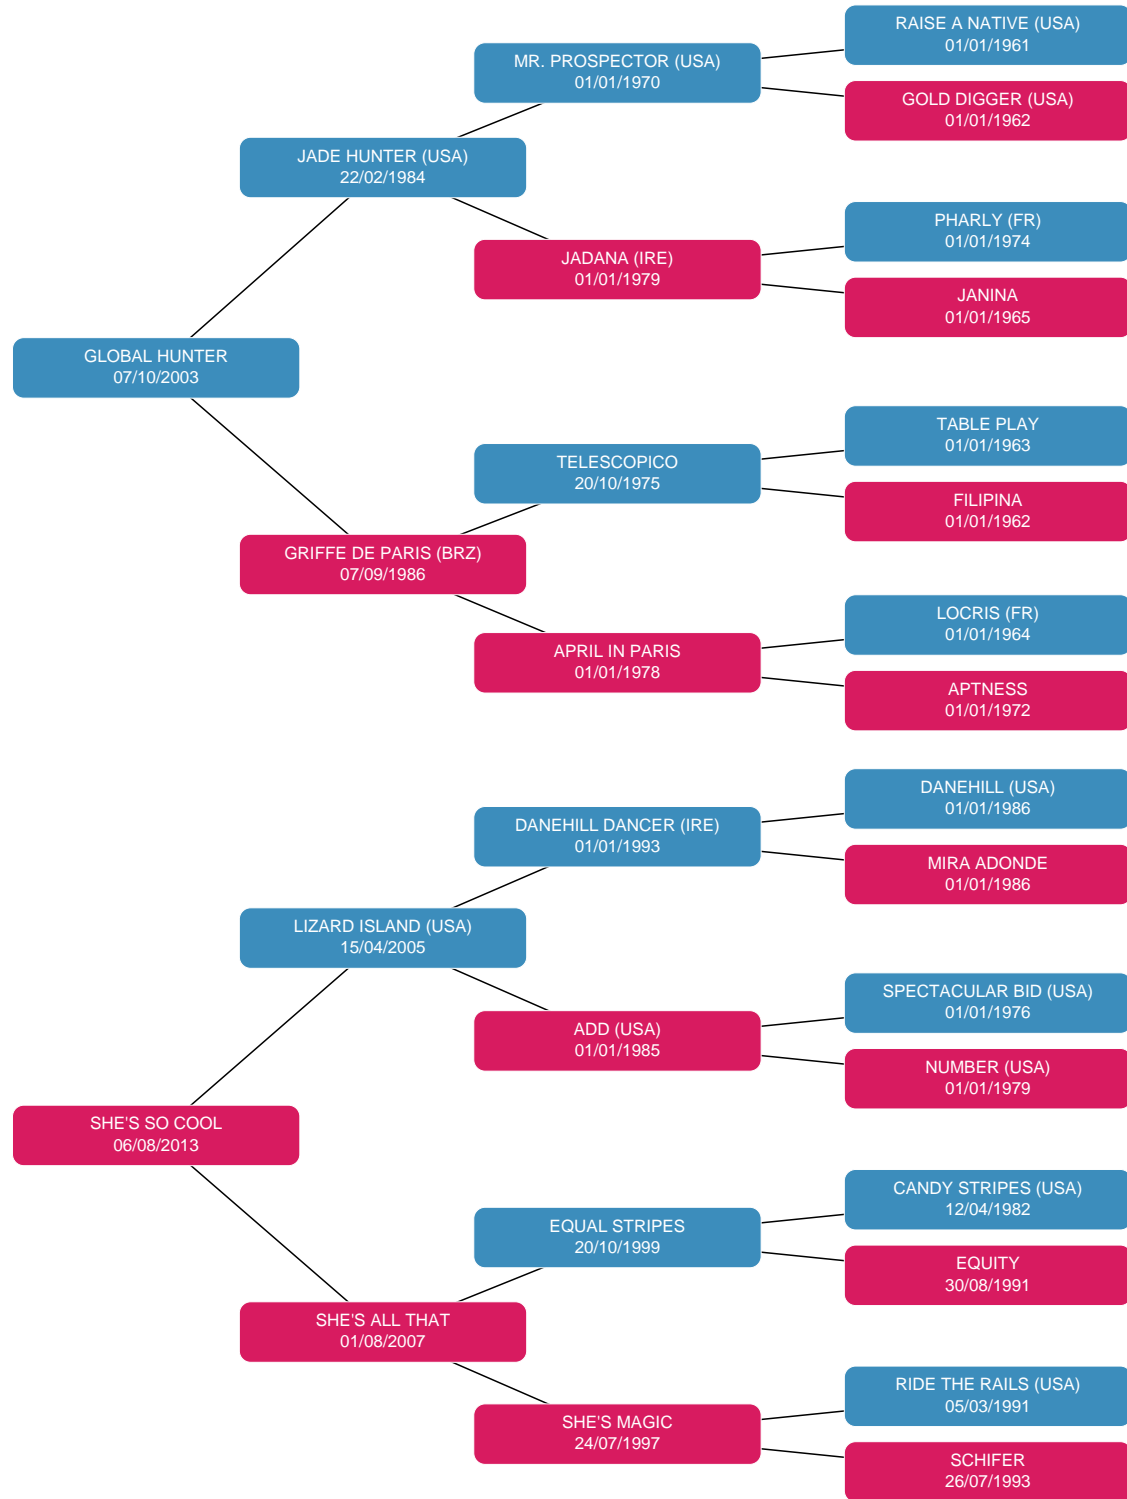 RAISE A NATIVE (USA)
01/01/1961
MR. PROSPECTOR (USA)
01/01/1970
GOLD DIGGER (USA)
01/01/1962
JADE HUNTER (USA)
22/02/1984
PHARLY (FR)
01/01/1974
JADANA (IRE)
01/01/1979
JANINA
01/01/1965
GLOBAL HUNTER
07/10/2003
TABLE PLAY
01/01/1963
TELESCOPICO
20/10/1975
FILIPINA
01/01/1962
GRIFFE DE PARIS (BRZ)
07/09/1986
LOCRIS (FR)
01/01/1964
APRIL IN PARIS
01/01/1978
APTNESS
01/01/1972
DANEHILL (USA)
01/01/1986
DANEHILL DANCER (IRE)
01/01/1993
MIRA ADONDE
01/01/1986
LIZARD ISLAND (USA)
15/04/2005
SPECTACULAR BID (USA)
01/01/1976
ADD (USA)
01/01/1985
NUMBER (USA)
01/01/1979
SHE'S SO COOL
06/08/2013
CANDY STRIPES (USA)
12/04/1982
EQUAL STRIPES
20/10/1999
EQUITY
30/08/1991
SHE'S ALL THAT
01/08/2007
RIDE THE RAILS (USA)
05/03/1991
SHE'S MAGIC
24/07/1997
SCHIFER
26/07/1993